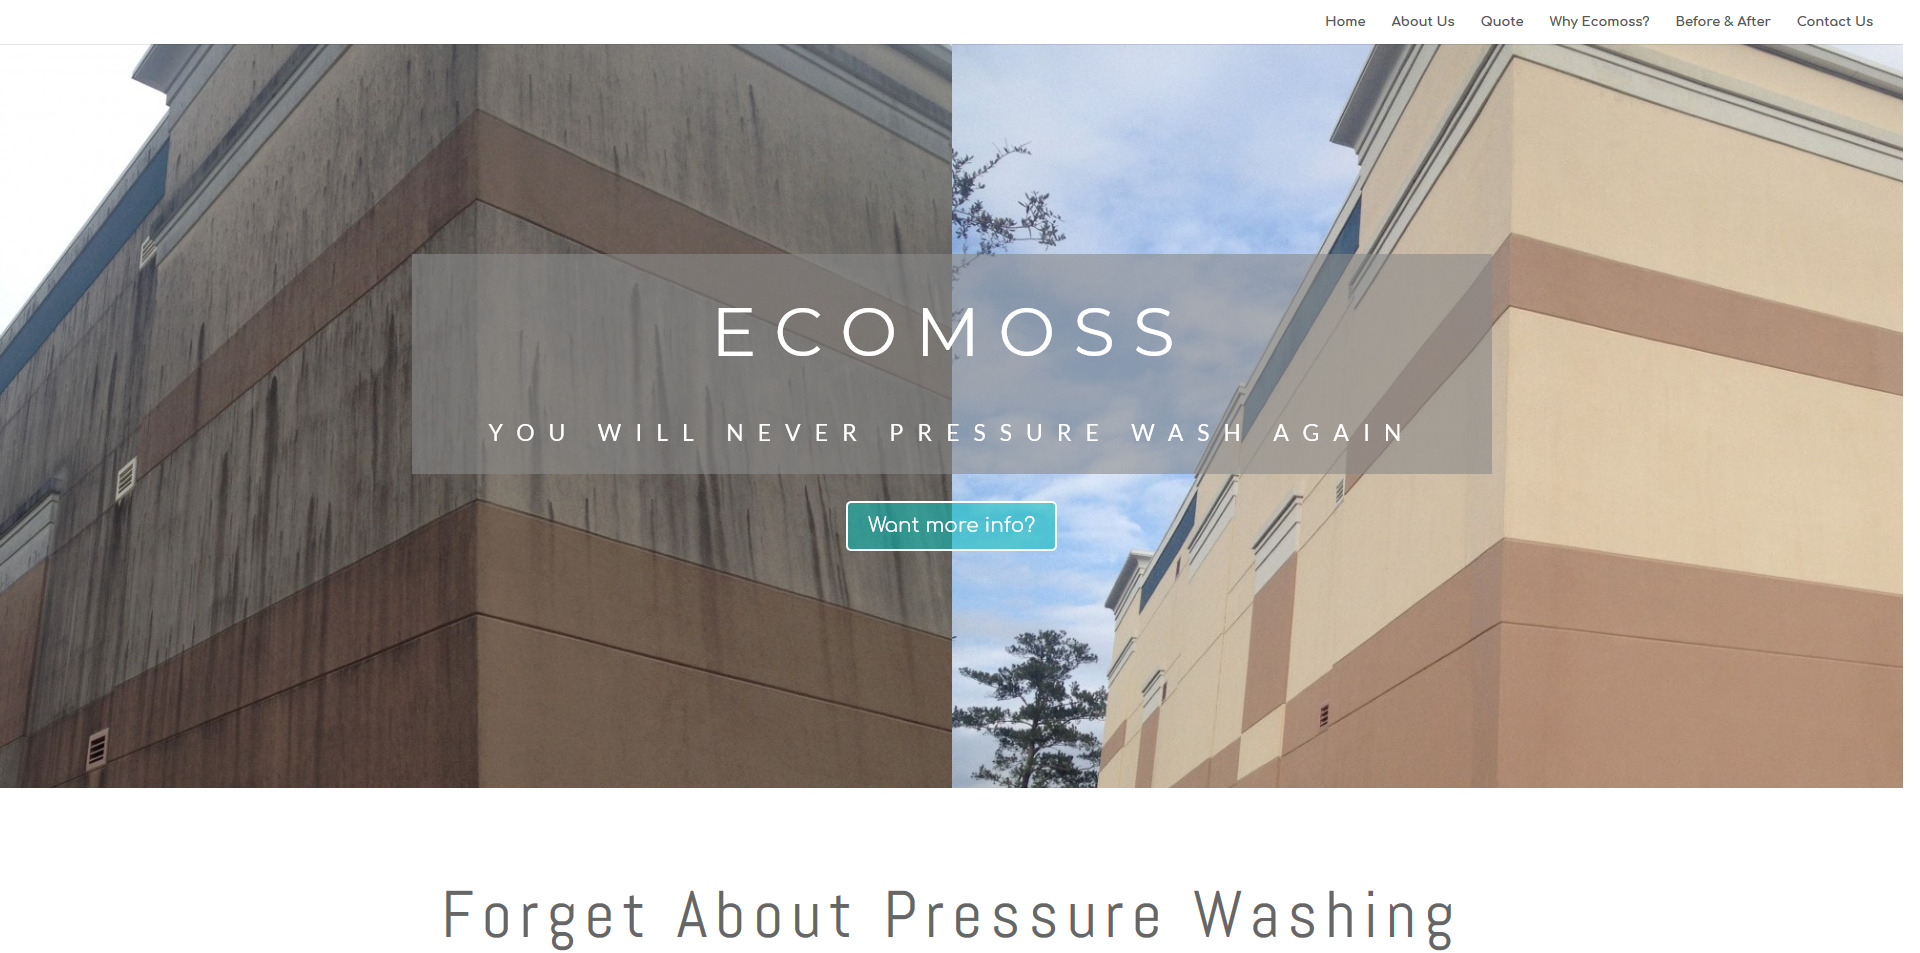 Home About Us Quote Why Ecomoss? Before & After Contact Us
ECOMOSS
YOU WILL NEVER PRESSURE WASH AGAIN
Want more info?
Forget About Pressure Washing